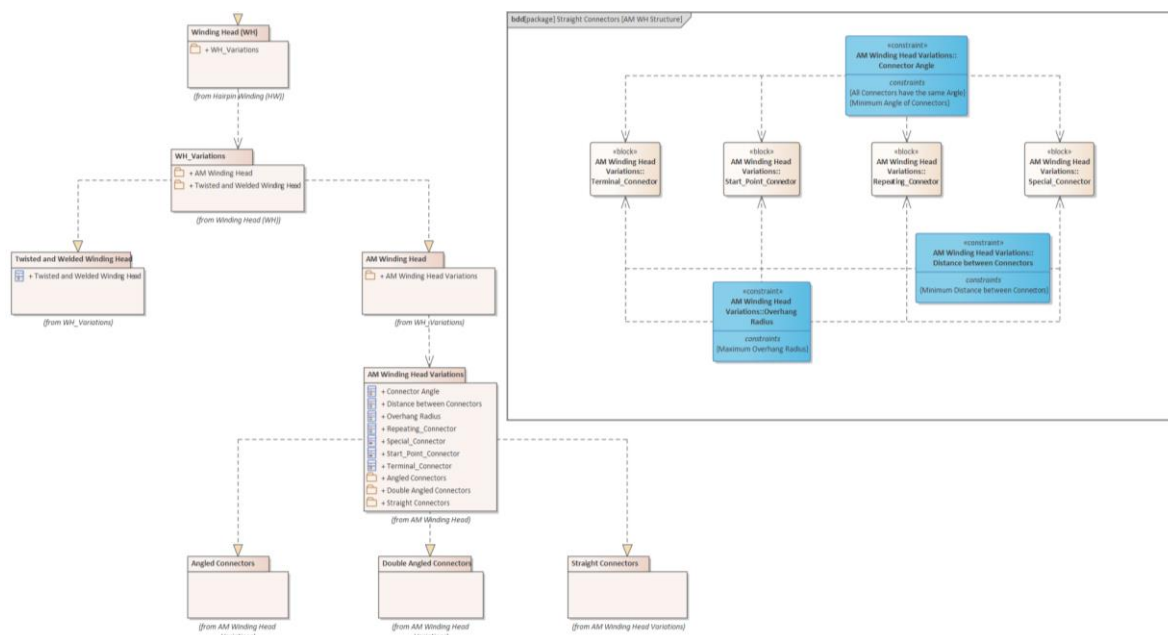 Winding Head (WH)
+ WH_Variations
(from Hairpin Winding (HW))
WH_Variations
+ AM Winding Head
+ Twisted and Welded Winding Head
(from Winding Head (WH))
Twisted and Welded Winding Head
+ Twisted and Welded Winding Head
(from WH_Variations)
AM Winding Head
+ AM Winding Head Variations
(from WH_Variations)
AM Winding Head Variations
+ Connector Angle
+ Distance between Connectors
+ Overhang Radius
+ Repeating_Connector
+ Special_Connector
+ Start_Point_Connector
+ Terminal_Connector
+ Angled Connectors
+ Double Angled Connectors
+ Straight Connectors
(from AM Winding Head)
Angled Connectors
(from AM Winding Head
Double Angled Connectors
(from AM Winding Head
Straight Connectors
(from AM Winding Head Variations)
bdd[package] Straight Connectors [AM WH Structure]
«constraint»
AM Winding Head Variations::
Connector Angle
constraints
{All Connectors have the same Angle}
{Minimum Angle of Connectors}
«block»
AM Winding Head
Variations::
Terminal_Connector
«block»
AM Winding Head
Variations::
Start_Point_Connector
«block»
AM Winding Head
Variations::
Repeating_Connector
«block»
AM Winding Head
Variations::
Special_Connector
«constraint»
AM Winding Head Variations::
Distance between Connectors
constraints
{Minimum Distance between Connectors}
«constraint»
AM Winding Head
Variations::Overhang
Radius
constraints
{Maximum Overhang Radius}